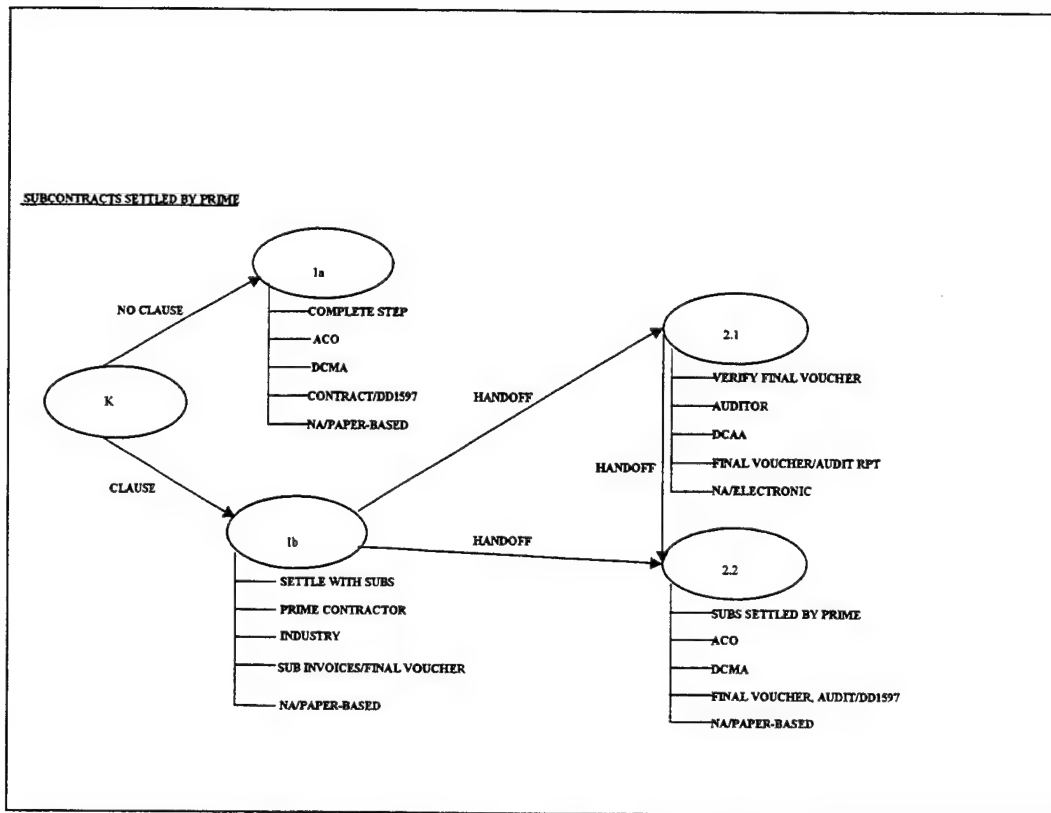 SUBCONTRACTS SETTLED BY PRIME
1a
NO CLAUSE
COMPLETE STEP
ACO
DCMA
CONTRACT/DD1597
NA/PAPER-BASED
K
CLAUSE
1b
SETTLE WITH SUBS
PRIME CONTRACTOR
INDUSTRY
SUB INVOICES/FINAL VOUCHER
NA/PAPER-BASED
HANDOFF
HANDOFF
HANDOFF
2.1
VERIFY FINAL VOUCHER
AUDITOR
DCAA
FINAL VOUCHER/AUDIT RPT
NA/ELECTRONIC
2.2
SUBS SETTLED BY PRIME
ACO
DCMA
FINAL VOUCHER, AUDIT/DD1597
NA/PAPER-BASED